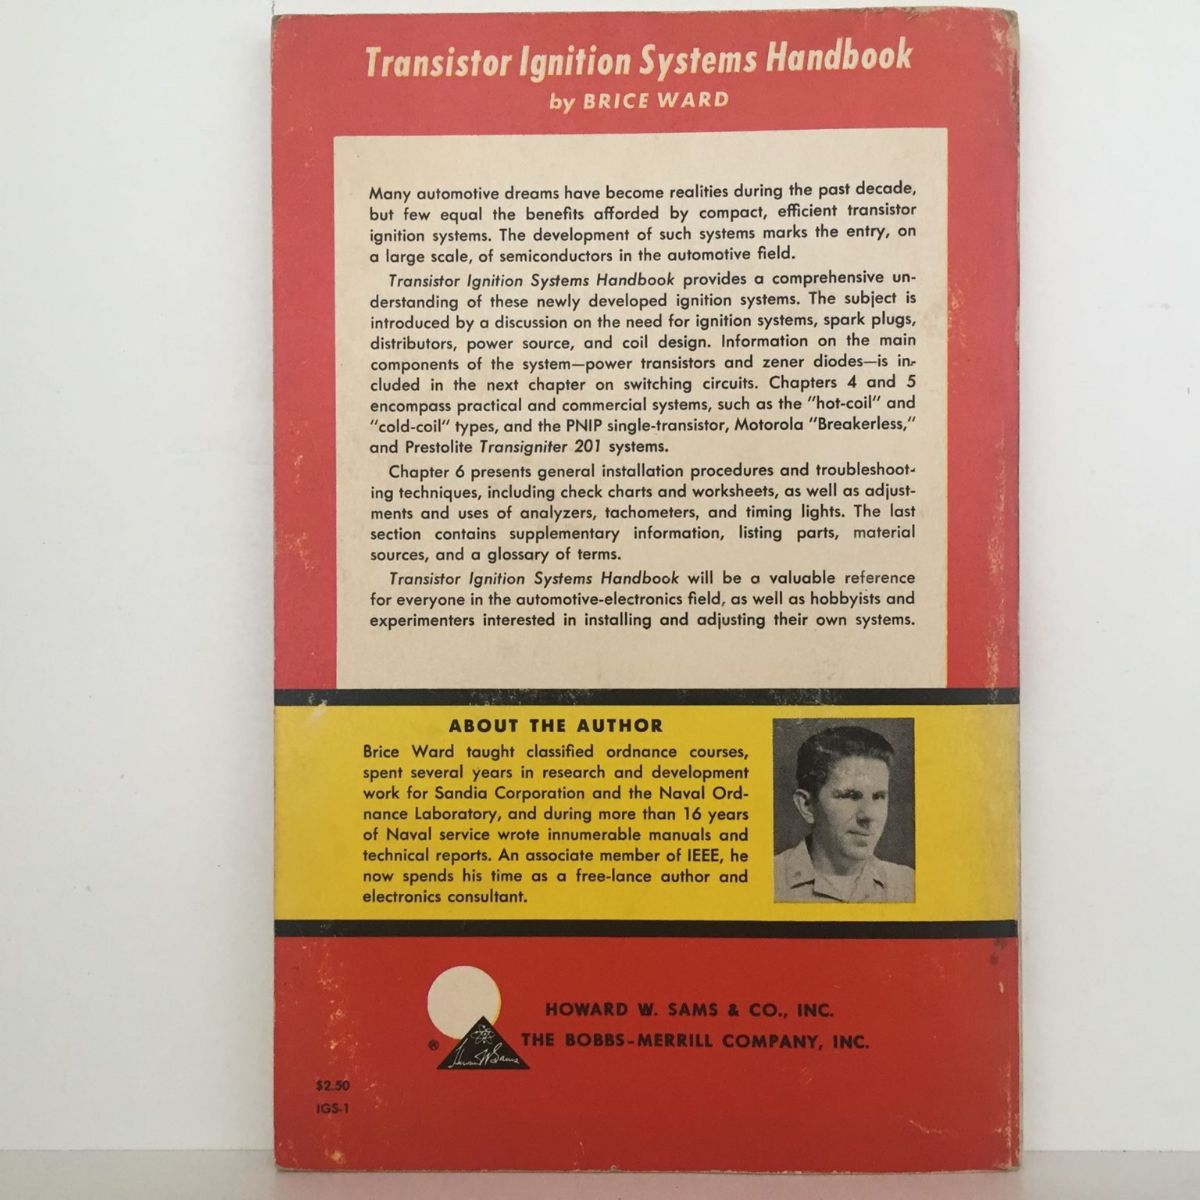 Transistor Ignition Systems Handbook
by BRICE WARD
Many automotive dreams have become realities during the past decade,
but few equal the benefits afforded by compact, efficient transistor
ignition systems. The development of such systems marks the entry, on
a large scale, of semiconductors in the automotive field.
Transistor Ignition Systems Handbook provides a comprehensive un-
derstanding of these newly developed ignition systems. The subject is
introduced by a discussion on the need for ignition systems, spark plugs,
distributors, power source, and coil design. Information on the main
components of the system—power transistors and zener diodes—is in-
cluded in the next chapter on switching circuits. Chapters 4 and 5
encompass practical and commercial systems, such as the "hot-coil" and
"cold-coil" types, and the PNIP single-transistor, Motorola "Breakerless,"
and Prestolite Transigniter 201 systems.
Chapter 6 presents general installation procedures and troubleshoot-
ing techniques, including check charts and worksheets, as well as adjust-
ments and uses of analyzers, tachometers, and timing lights. The last
section contains supplementary information, listing parts, material
sources, and a glossary of terms.
Transistor Ignition Systems Handbook will be a valuable reference
for everyone in the automotive-electronics field, as well as hobbyists and
experimenters interested in installing and adjusting their own systems.
ABOUT THE AUTHOR
Brice Ward taught classified ordnance courses,
spent several years in research and development
work for Sandia Corporation and the Naval Ord-
nance Laboratory, and during more than 16 years
of Naval service wrote innumerable manuals and
technical reports. An associate member of IEEE, he
now spends his time as a free-lance author and
electronics consultant.
HOWARD W. SAMS & CO., INC.
THE BOBBS-MERRILL COMPANY, INC.
®
Howard W Sams
$2.50
IGS-1